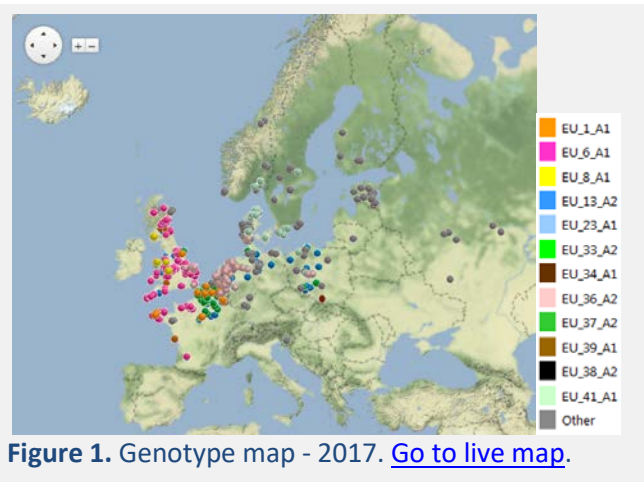 EU_1_A1
EU_6_A1
EU_8_A1
EU_13_A2
EU_23_A1
EU_33_A2
EU_34_A1
EU_36_A2
EU_37_A2
EU_39_A1
EU_38_A2
EU_41_A1
Other
Figure 1. Genotype map - 2017. Go to live map.